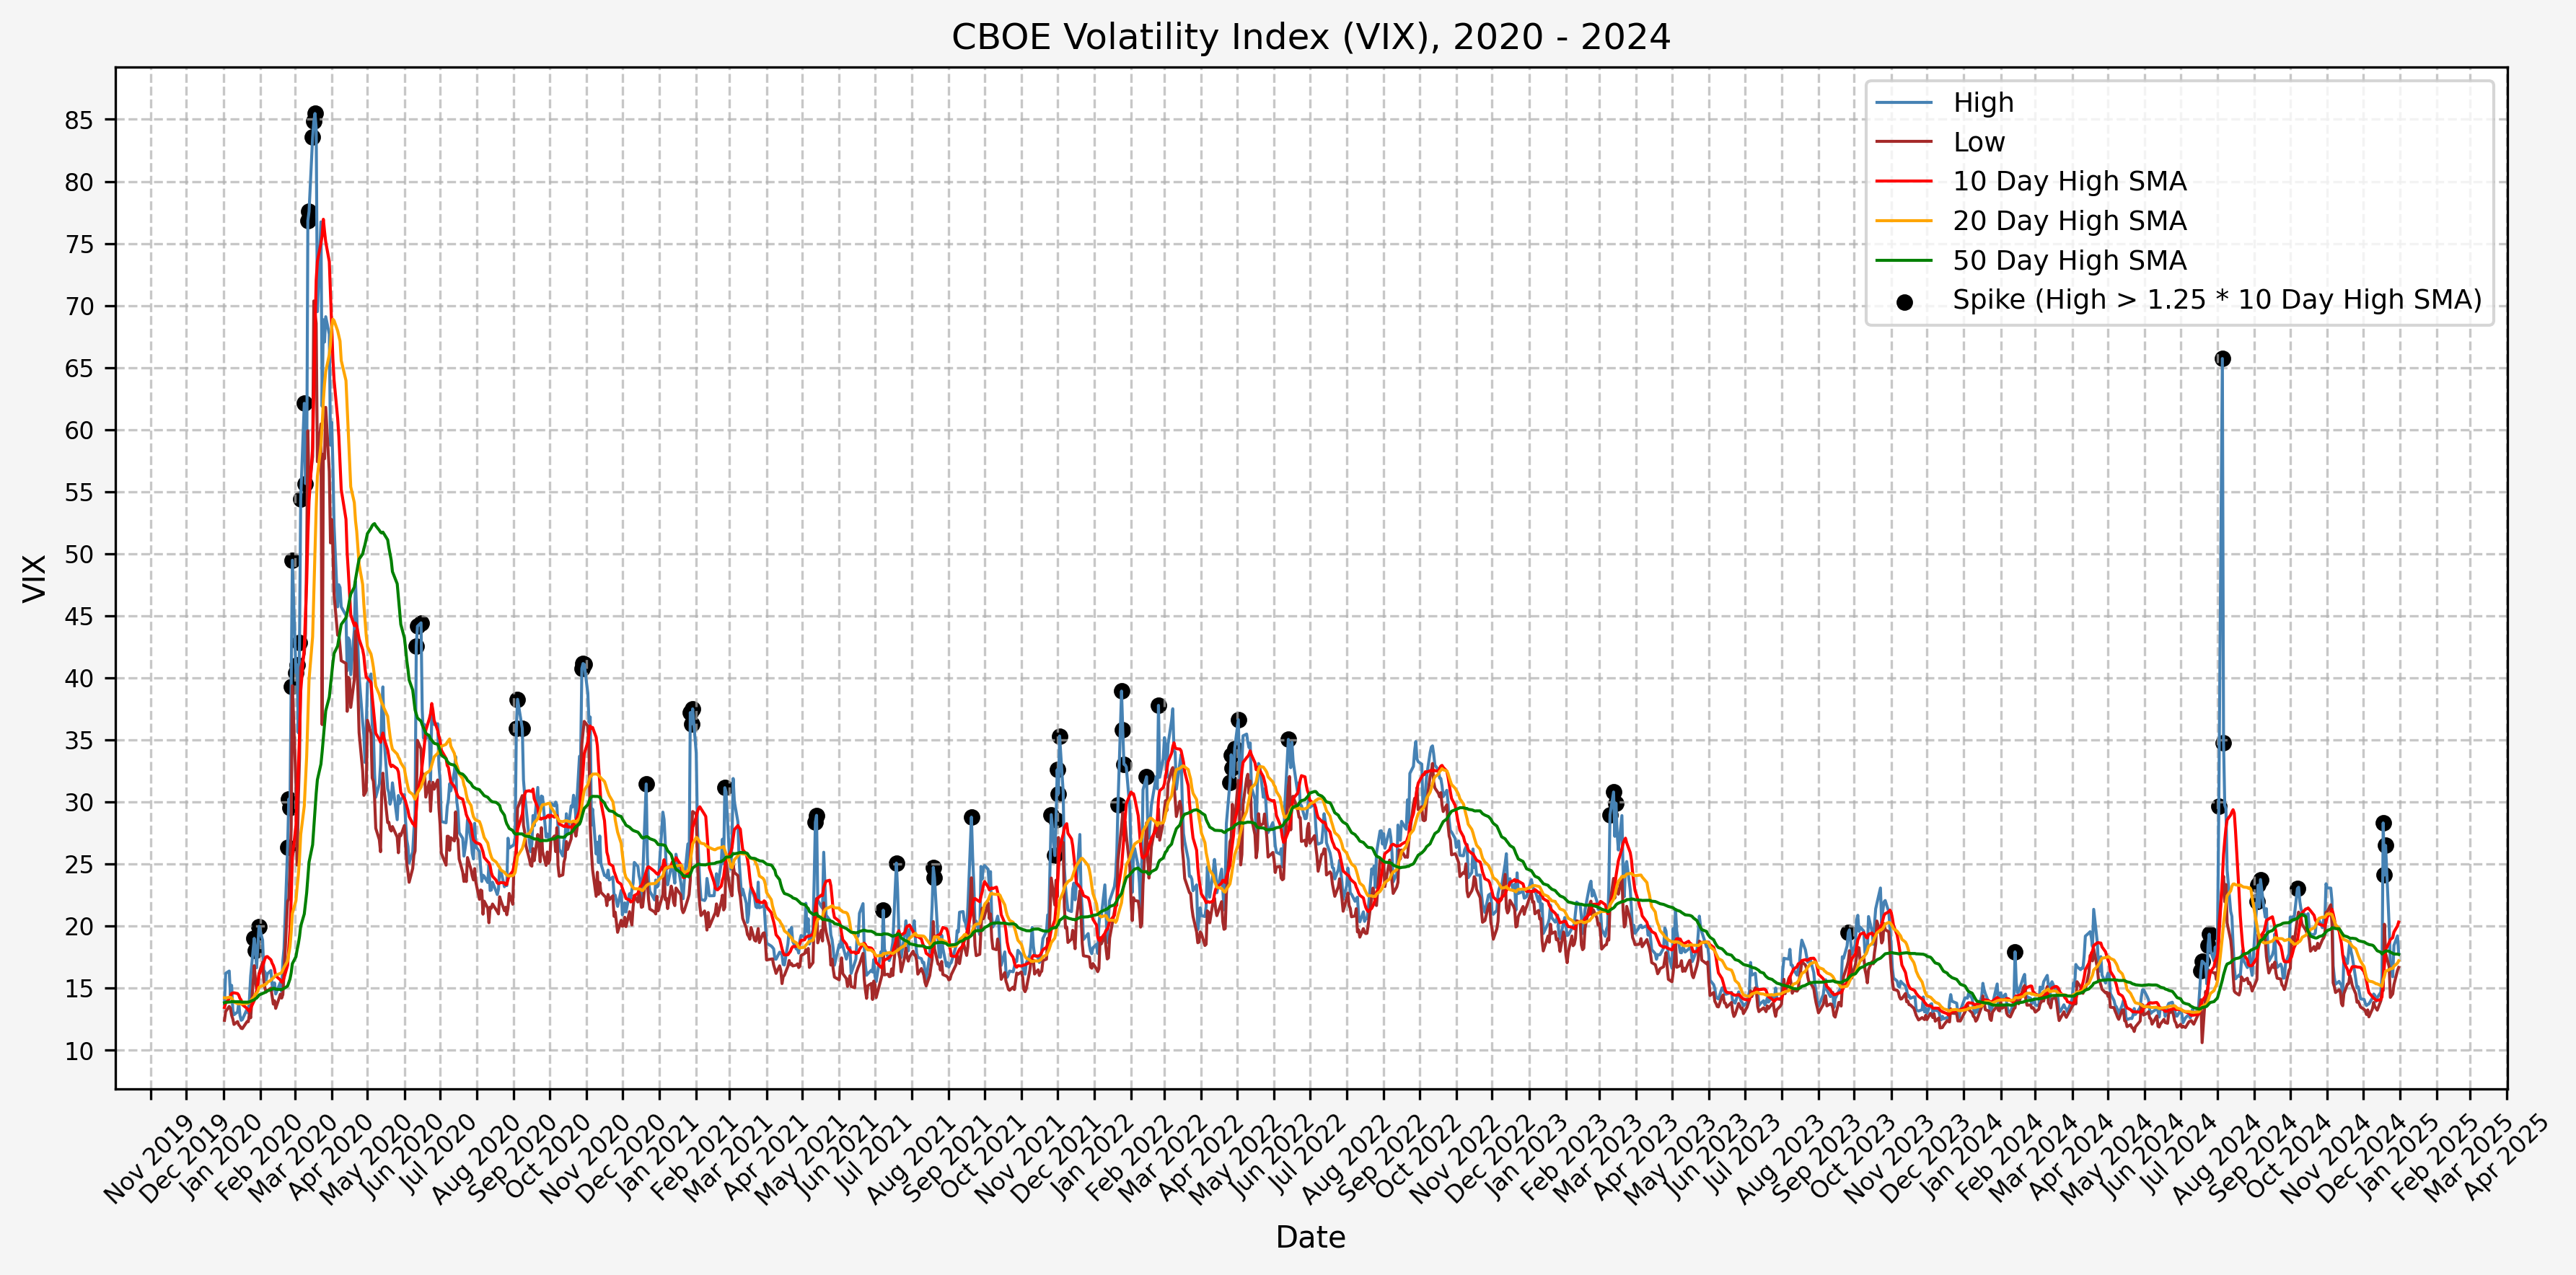 CBOE Volatility Index (VIX), 2020 - 2024
High
Low
10 Day High SMA
20 Day High SMA
50 Day High SMA
Spike (High > 1.25 * 10 Day High SMA)
VIX
85
80
75
70
65
60
55
50
45
40
35
30
25
20
15
10
Nov 2019
Dec 2019
Jan 2020
Feb 2020
Mar 2020
Apr 2020
May 2020
Jun 2020
Jul 2020
Aug 2020
Sep 2020
Oct 2020
Nov 2020
Dec 2020
Jan 2021
Feb 2021
Mar 2021
Apr 2021
May 2021
Jun 2021
Jul 2021
Aug 2021
Sep 2021
Oct 2021
Nov 2021
Dec 2021
Jan 2022
Feb 2022
Mar 2022
Apr 2022
May 2022
Jun 2022
Jul 2022
Aug 2022
Sep 2022
Oct 2022
Nov 2022
Dec 2022
Jan 2023
Feb 2023
Mar 2023
Apr 2023
May 2023
Jun 2023
Jul 2023
Aug 2023
Sep 2023
Oct 2023
Nov 2023
Dec 2024
Jan 2024
Feb 2024
Mar 2024
Apr 2024
May 2024
Jun 2024
Jul 2024
Aug 2024
Sep 2024
Oct 2024
Nov 2024
Dec 2024
Jan 2025
Feb 2025
Mar 2025
Apr 2025
Date